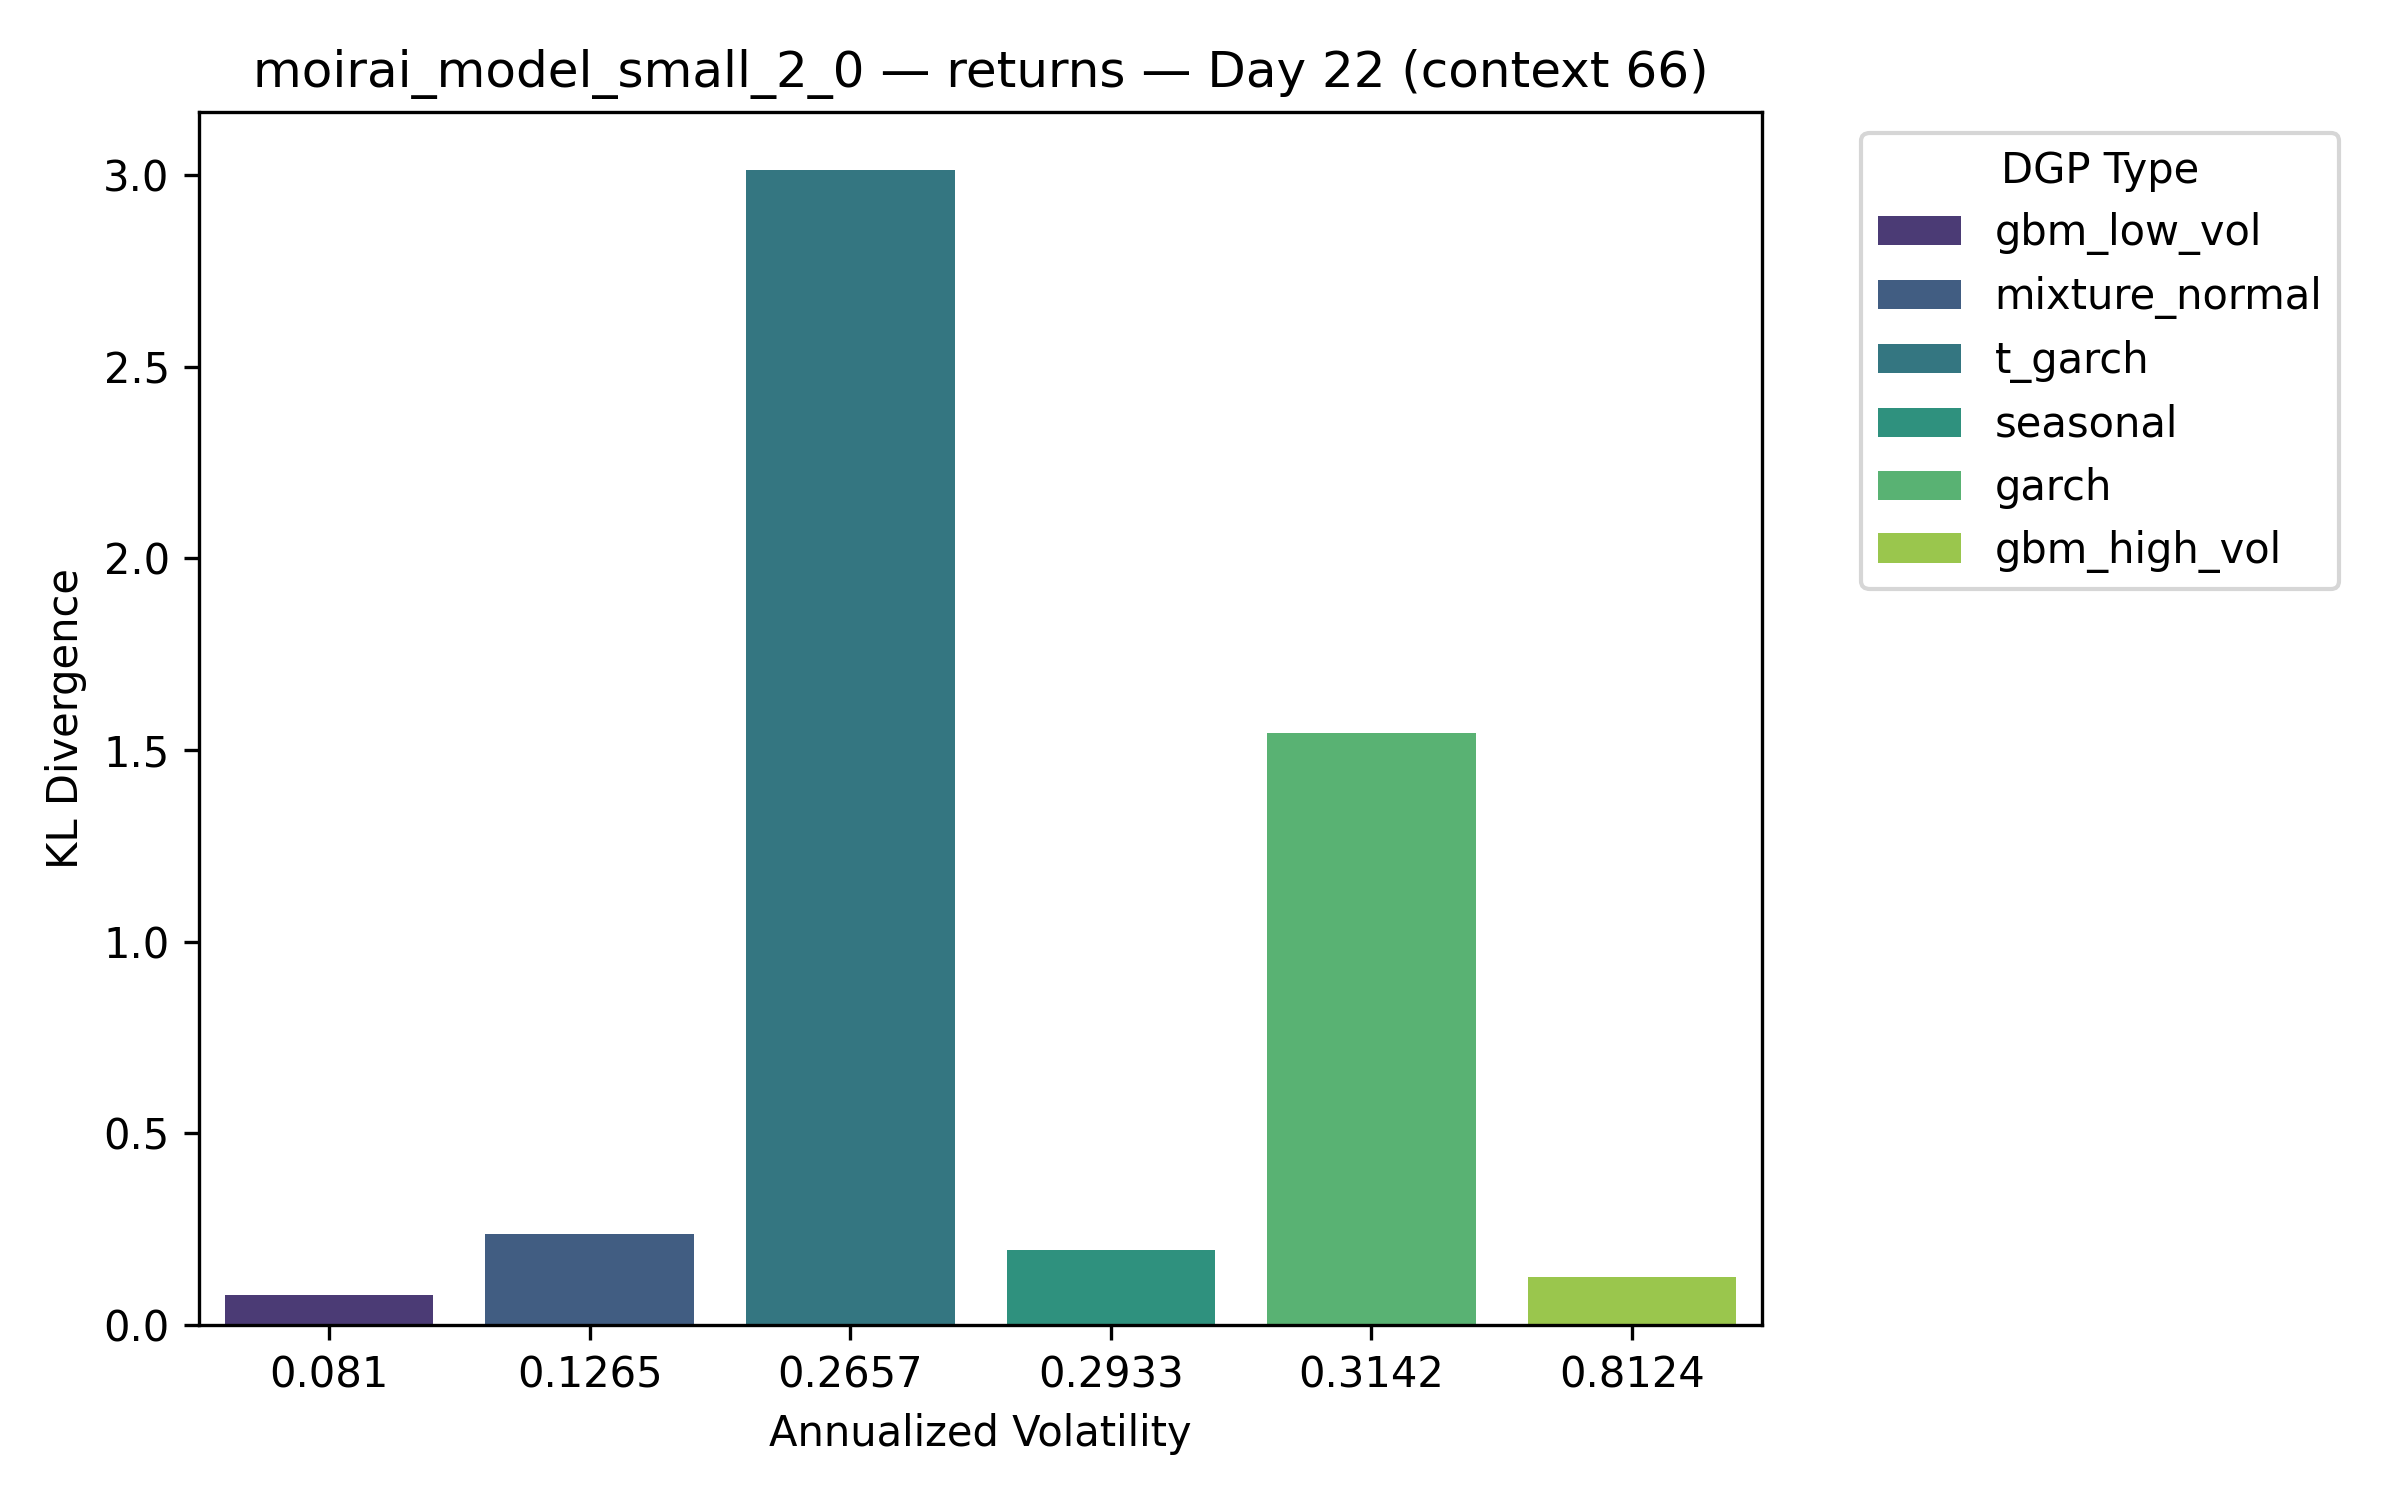 moirai_model_small_2_0 — returns — Day 22 (context 66)
DGP Type
gbm_low_vol
mixture_normal
t_garch
seasonal
garch
gbm_high_vol
KL Divergence
3.0
2.5
2.0
1.5
1.0
0.5
0.0
0.081 0.1265 0.2657 0.2933 0.3142 0.8124
Annualized Volatility